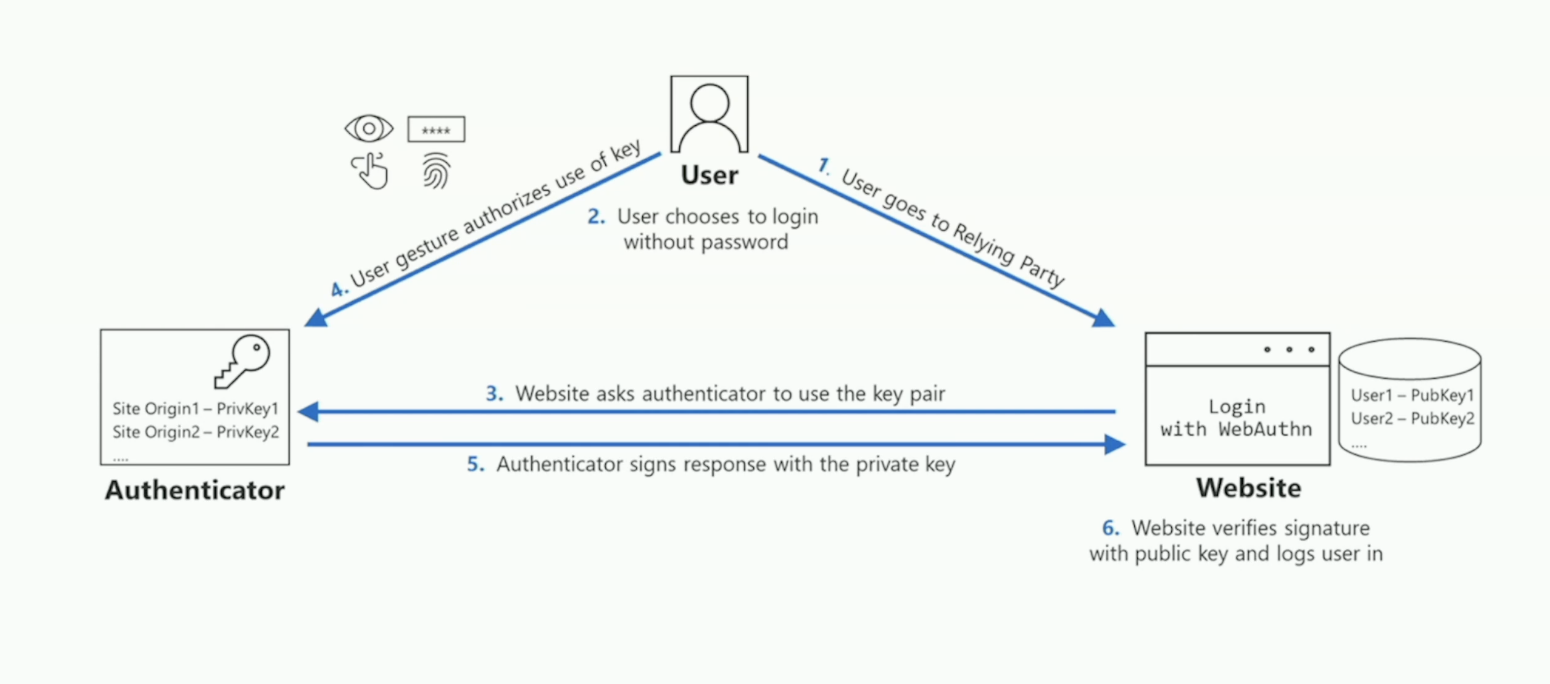 ****
User
1. User goes to Relying Party
2. User chooses to login
without password
4. User gesture authorizes use of key
3. Website asks authenticator to use the key pair
5. Authenticator signs response with the private key
Site Origin1 – PrivKey1
Site Origin2 – PrivKey2
....
Authenticator
Login
with WebAuthn
User1 – PubKey1
User2 – PubKey2
....
Website
6. Website verifies signature
with public key and logs user in